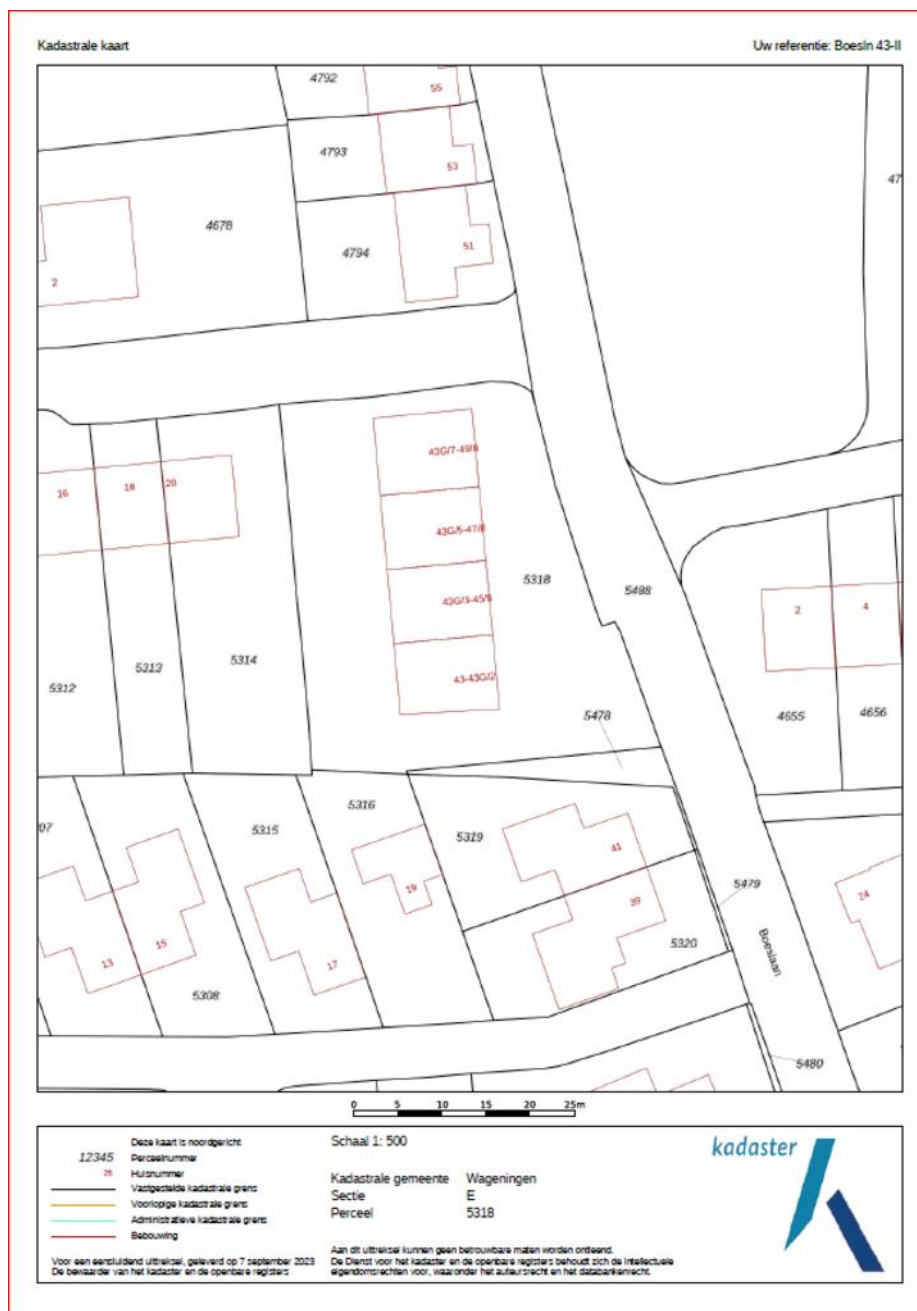 Kadastrale kaart
Uw referentie: Boesln 43-II
4792
55
4793
53
47
4678
4794
51
2
43G/7-49/8
16
18
20
43G/5-47/8
5318
5488
43G/3-45/8
2
4
5312
5313
5314
43-43G/2
5478
4655
4656
07
5315
5316
5319
41
19
39
5479
24
13
15
17
5320
Boeslaan
5308
5480
0 5 10 15 20 25m
Deze kaart is noordgericht
12345 Perceelnummer
25 Huisnummer
Vastgestelde kadastrale grens
Voorlopige kadastrale grens
Administratieve kadastrale grens
Bebouwing
Voor een eensluidend uittreksel, geleverd op 7 september 2023
De bewaarder van het kadaster en de openbare registers
Schaal 1: 500
Kadastrale gemeente Wageningen
Sectie E
Perceel 5318
Aan dit uittreksel kunnen geen betrouwbare maten worden ontleend.
De Dienst voor het kadaster en de openbare registers behoudt zich de intellectuele
eigendomsrechten voor, waaronder het auteursrecht en het databankenrecht.
kadaster